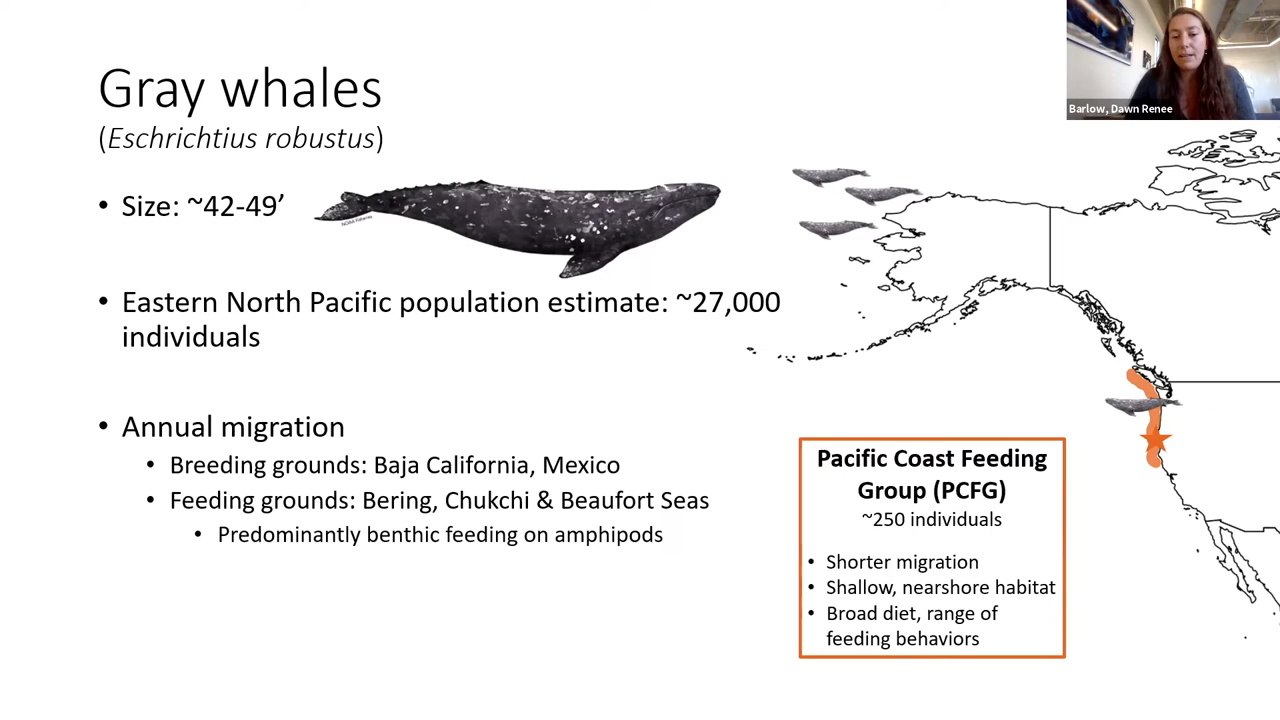 Barlow, Dawn Renee
Gray whales
(Eschrichtius robustus)
• Size: ~42-49’
NOAA Fisheries
• Eastern North Pacific population estimate: ~27,000
individuals
• Annual migration
• Breeding grounds: Baja California, Mexico
• Feeding grounds: Bering, Chukchi & Beaufort Seas
• Predominantly benthic feeding on amphipods
Pacific Coast Feeding
Group (PCFG)
~250 individuals
• Shorter migration
• Shallow, nearshore habitat
• Broad diet, range of
feeding behaviors